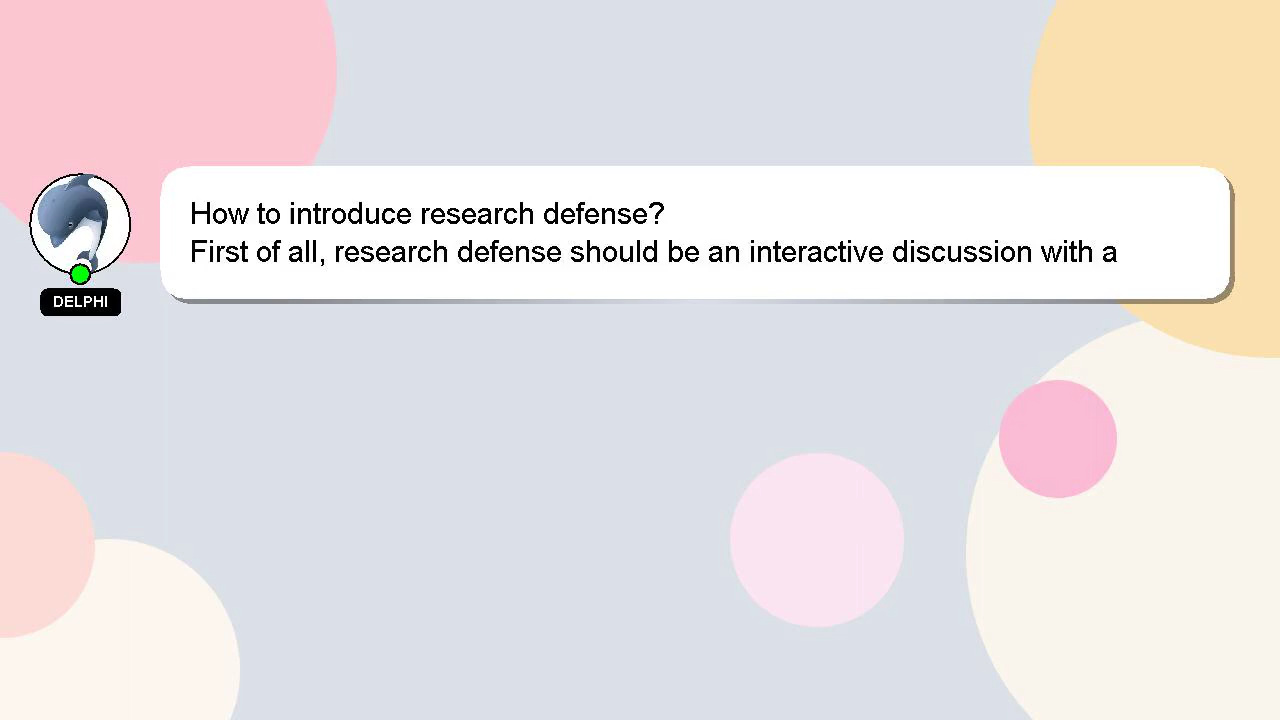 How to introduce research defense?
First of all, research defense should be an interactive discussion with a
DELPHI